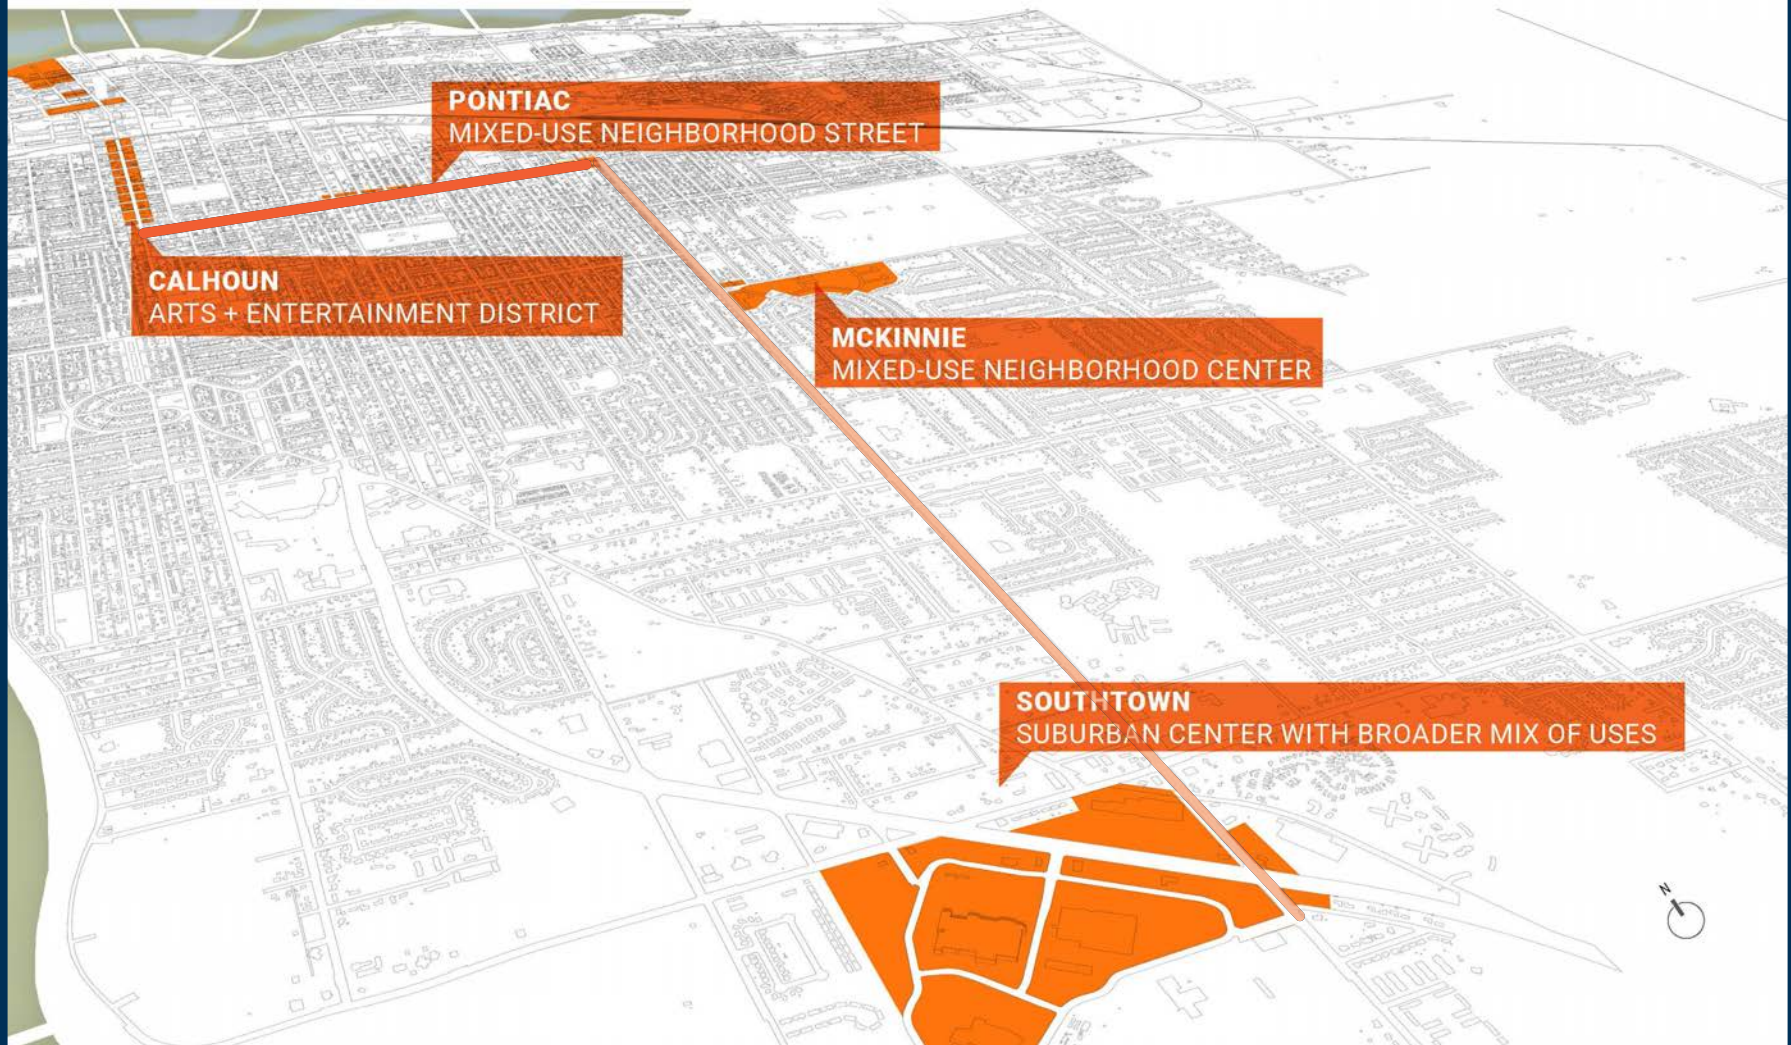 PONTIAC
MIXED-USE NEIGHBORHOOD STREET
CALHOUN
ARTS + ENTERTAINMENT DISTRICT
MCKINNIE
MIXED-USE NEIGHBORHOOD CENTER
SOUTHTOWN
SUBURBAN CENTER WITH BROADER MIX OF USES
N